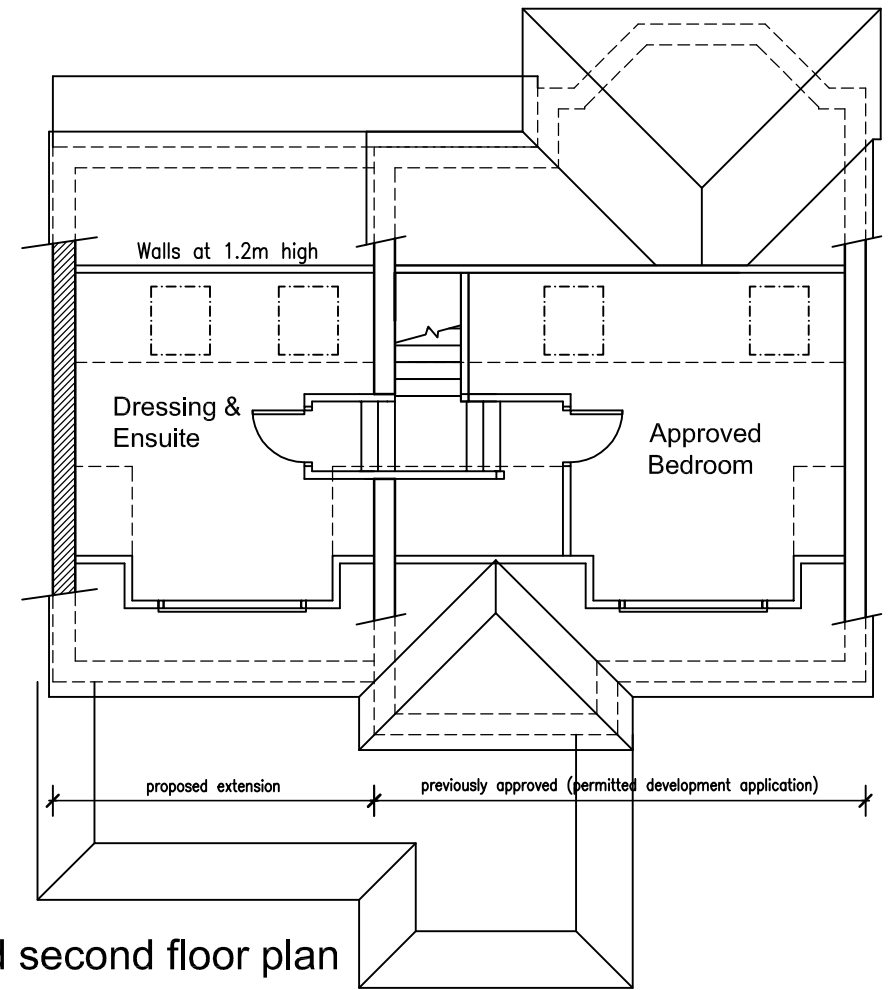 Walls at 1.2m high
Dressing &
Ensuite
Approved
Bedroom
proposed extension
previously approved (permitted development application)
second floor plan